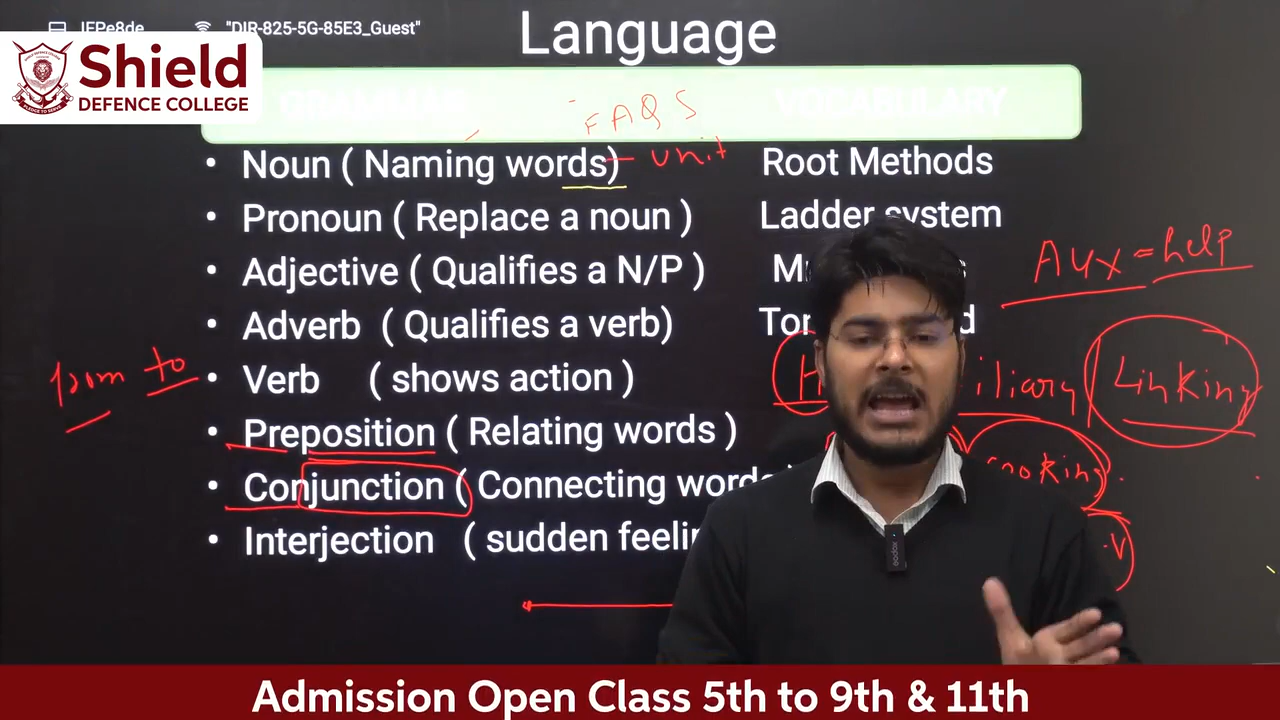 IFPe8de "DIR-825-5G-85E3_Guest"
Language
Shield
DEFENCE COLLEGE
GRAMMAR VOCABULARY
FAQS
• Noun ( Naming words) unit Root Methods
• Pronoun ( Replace a noun ) Ladder system
• Adjective ( Qualifies a N/P )
Aux = help
• Adverb ( Qualifies a verb)
from to
• Verb ( shows action )
Linking
• Preposition ( Relating words )
• Conjunction ( Connecting words
• Interjection ( sudden feelin
.V
godox
Admission Open Class 5th to 9th & 11th